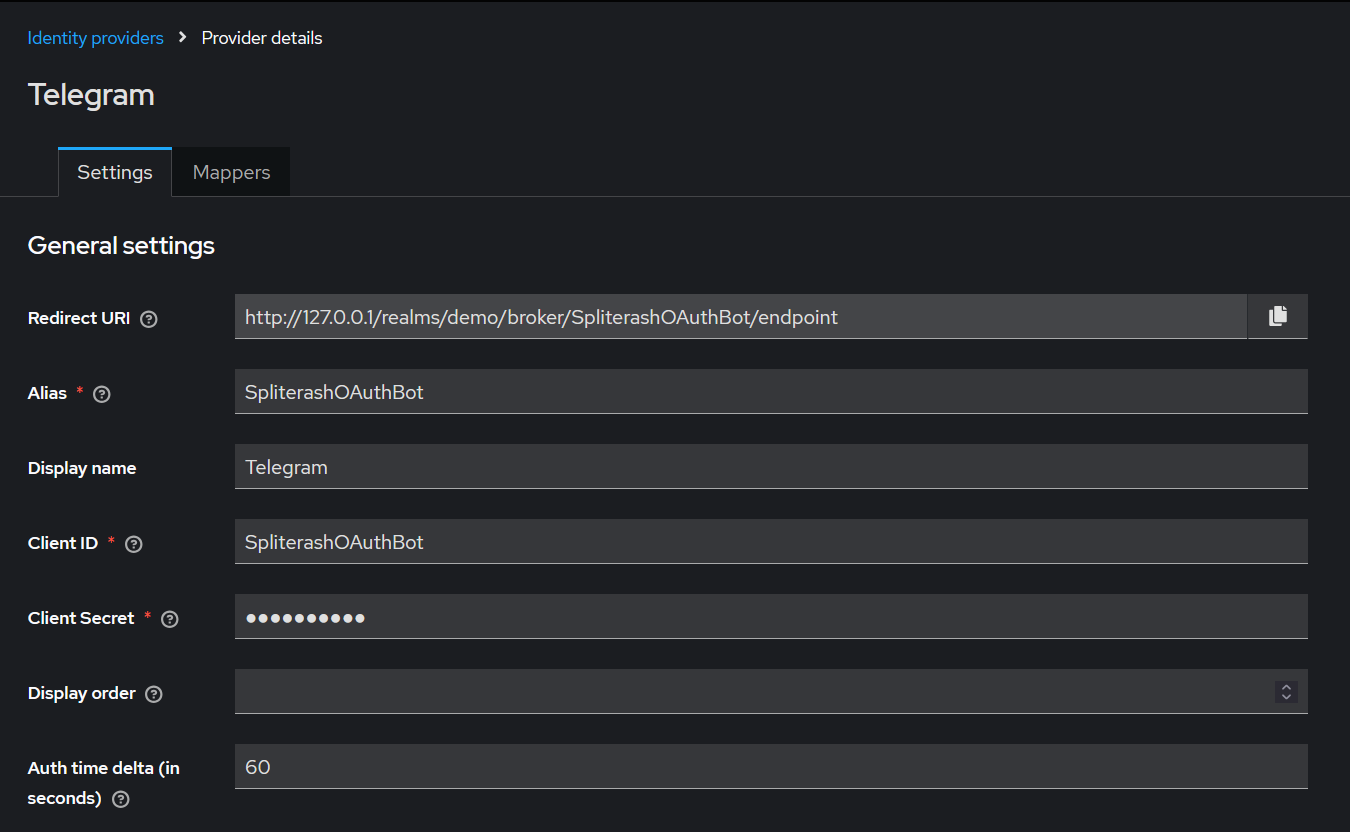 Identity providers > Provider details
Telegram
Settings Mappers
General settings
Redirect URI http://127.0.0.1/realms/demo/broker/SpliterashOAuthBot/endpoint
Alias * SpliterashOAuthBot
Display name Telegram
Client ID * SpliterashOAuthBot
Client Secret * ●●●●●●●●●●
Display order
Auth time delta (in
seconds) 60